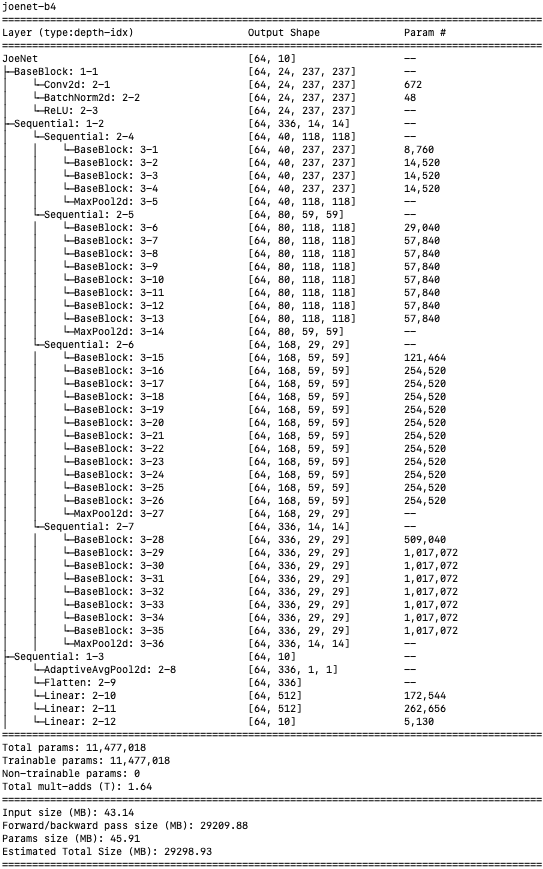 joenet-b4
==========================================================================================
Layer (type:depth-idx)                   Output Shape              Param #
==========================================================================================
JoeNet                                   [64, 10]                  --
├─BaseBlock: 1-1                         [64, 24, 237, 237]        --
│    └─Conv2d: 2-1                       [64, 24, 237, 237]        672
│    └─BatchNorm2d: 2-2                  [64, 24, 237, 237]        48
│    └─ReLU: 2-3                         [64, 24, 237, 237]        --
├─Sequential: 1-2                        [64, 336, 14, 14]         --
│    └─Sequential: 2-4                   [64, 40, 118, 118]        --
│    │    └─BaseBlock: 3-1               [64, 40, 237, 237]        8,760
│    │    └─BaseBlock: 3-2               [64, 40, 237, 237]        14,520
│    │    └─BaseBlock: 3-3               [64, 40, 237, 237]        14,520
│    │    └─BaseBlock: 3-4               [64, 40, 237, 237]        14,520
│    │    └─MaxPool2d: 3-5               [64, 40, 118, 118]        --
│    └─Sequential: 2-5                   [64, 80, 59, 59]          --
│    │    └─BaseBlock: 3-6               [64, 80, 118, 118]        29,040
│    │    └─BaseBlock: 3-7               [64, 80, 118, 118]        57,840
│    │    └─BaseBlock: 3-8               [64, 80, 118, 118]        57,840
│    │    └─BaseBlock: 3-9               [64, 80, 118, 118]        57,840
│    │    └─BaseBlock: 3-10              [64, 80, 118, 118]        57,840
│    │    └─BaseBlock: 3-11              [64, 80, 118, 118]        57,840
│    │    └─BaseBlock: 3-12              [64, 80, 118, 118]        57,840
│    │    └─BaseBlock: 3-13              [64, 80, 118, 118]        57,840
│    │    └─MaxPool2d: 3-14              [64, 80, 59, 59]          --
│    └─Sequential: 2-6                   [64, 168, 29, 29]         --
│    │    └─BaseBlock: 3-15              [64, 168, 59, 59]         121,464
│    │    └─BaseBlock: 3-16              [64, 168, 59, 59]         254,520
│    │    └─BaseBlock: 3-17              [64, 168, 59, 59]         254,520
│    │    └─BaseBlock: 3-18              [64, 168, 59, 59]         254,520
│    │    └─BaseBlock: 3-19              [64, 168, 59, 59]         254,520
│    │    └─BaseBlock: 3-20              [64, 168, 59, 59]         254,520
│    │    └─BaseBlock: 3-21              [64, 168, 59, 59]         254,520
│    │    └─BaseBlock: 3-22              [64, 168, 59, 59]         254,520
│    │    └─BaseBlock: 3-23              [64, 168, 59, 59]         254,520
│    │    └─BaseBlock: 3-24              [64, 168, 59, 59]         254,520
│    │    └─BaseBlock: 3-25              [64, 168, 59, 59]         254,520
│    │    └─BaseBlock: 3-26              [64, 168, 59, 59]         254,520
│    │    └─MaxPool2d: 3-27              [64, 168, 29, 29]         --
│    └─Sequential: 2-7                   [64, 336, 14, 14]         --
│    │    └─BaseBlock: 3-28              [64, 336, 29, 29]         509,040
│    │    └─BaseBlock: 3-29              [64, 336, 29, 29]         1,017,072
│    │    └─BaseBlock: 3-30              [64, 336, 29, 29]         1,017,072
│    │    └─BaseBlock: 3-31              [64, 336, 29, 29]         1,017,072
│    │    └─BaseBlock: 3-32              [64, 336, 29, 29]         1,017,072
│    │    └─BaseBlock: 3-33              [64, 336, 29, 29]         1,017,072
│    │    └─BaseBlock: 3-34              [64, 336, 29, 29]         1,017,072
│    │    └─BaseBlock: 3-35              [64, 336, 29, 29]         1,017,072
│    │    └─MaxPool2d: 3-36              [64, 336, 14, 14]         --
├─Sequential: 1-3                        [64, 10]                  --
│    └─AdaptiveAvgPool2d: 2-8            [64, 336, 1, 1]           --
│    └─Flatten: 2-9                      [64, 336]                 --
│    └─Linear: 2-10                      [64, 512]                 172,544
│    └─Linear: 2-11                      [64, 512]                 262,656
│    └─Linear: 2-12                      [64, 10]                  5,130
==========================================================================================
Total params: 11,477,018
Trainable params: 11,477,018
Non-trainable params: 0
Total mult-adds (T): 1.64
==========================================================================================
Input size (MB): 43.14
Forward/backward pass size (MB): 29209.88
Params size (MB): 45.91
Estimated Total Size (MB): 29298.93
==========================================================================================